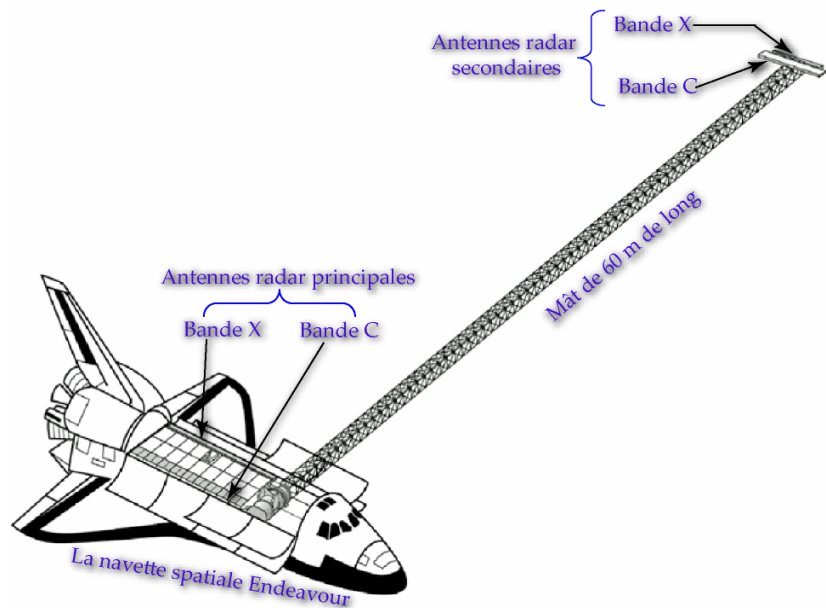 Antennes radar
secondaires
Bande X
Bande C
Mât de 60 m de long
Antennes radar principales
Bande X
Bande C
La navette spatiale Endeavour